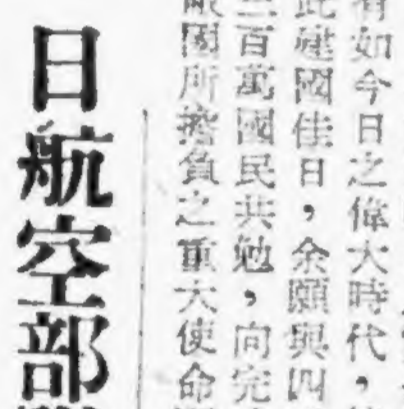 有如今日之偉大時代，
此建國佳日，余願與四
三百萬國民共勉，向完
敝國所擔負之重大使命
日航空部